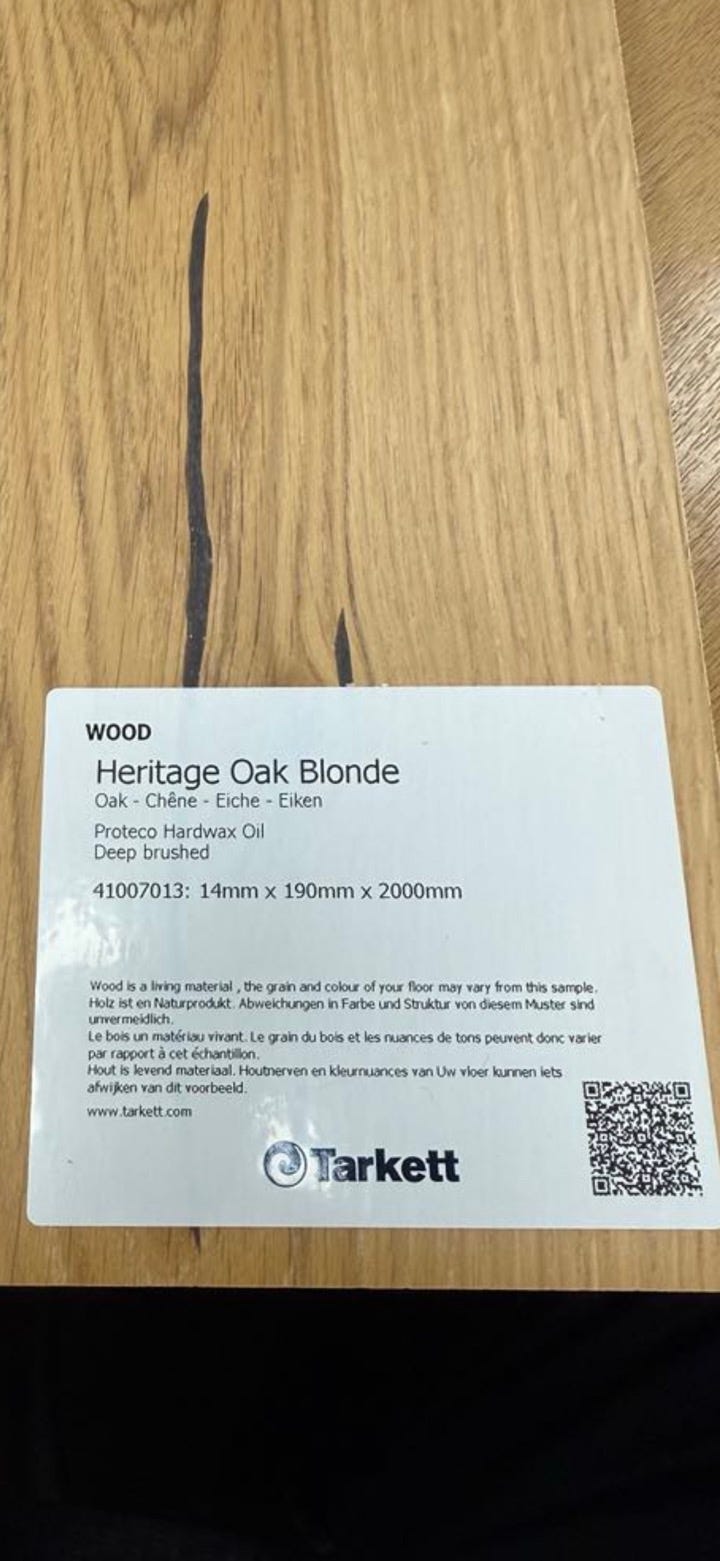 WOOD
Heritage Oak Blonde
Oak - Chêne - Eiche - Eiken
Proteco Hardwax Oil
Deep brushed
41007013: 14mm x 190mm x 2000mm
Wood is a living material , the grain and colour of your floor may vary from this sample.
Holz ist en Naturprodukt. Abweichungen in Farbe und Struktur von diesem Muster sind
unvermeidlich.
Le bois un matériau vivant. Le grain du bois et les nuances de tons peuvent donc varier
par rapport à cet échantillon.
Hout is levend materiaal. Houtnerven en kleurnuances van Uw vloer kunnen iets
afwijken van dit voorbeeld.
www.tarkett.com
Tarkett